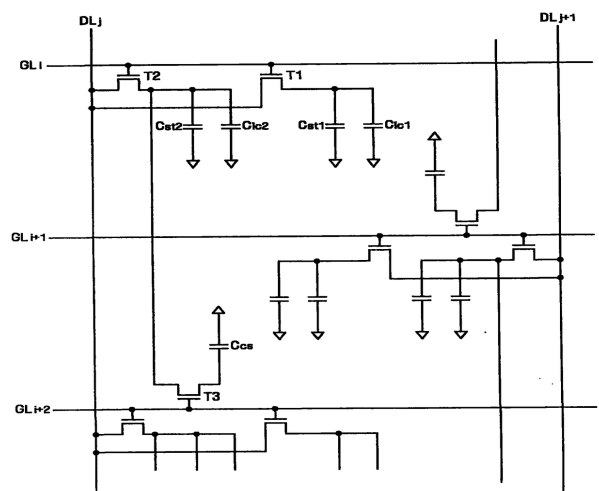 DLj
DLj+1
GLi
T2
T1
Cst2
Clc2
Cst1
Clc1
GLi+1
Ccs
T3
GLi+2